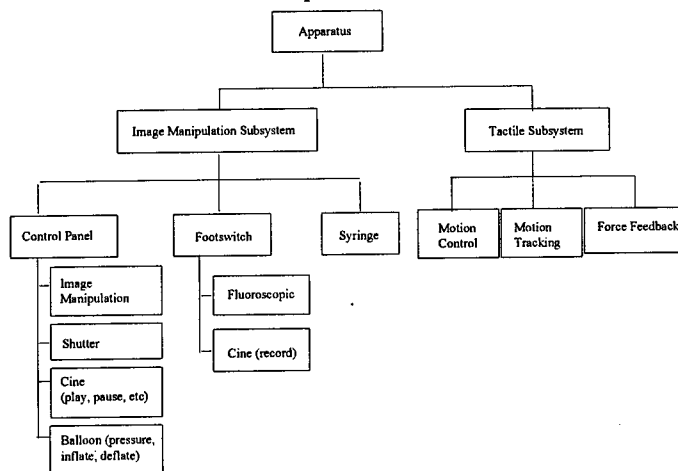 Apparatus
Image Manipulation Subsystem
Tactile Subsystem
Control Panel
Footswitch
Syringe
Motion
Control
Motion
Tracking
Force Feedback
Image
Manipulation
Shutter
Cine
(play, pause, etc)
Balloon (pressure,
inflate, deflate)
Fluoroscopic
Cine (record)